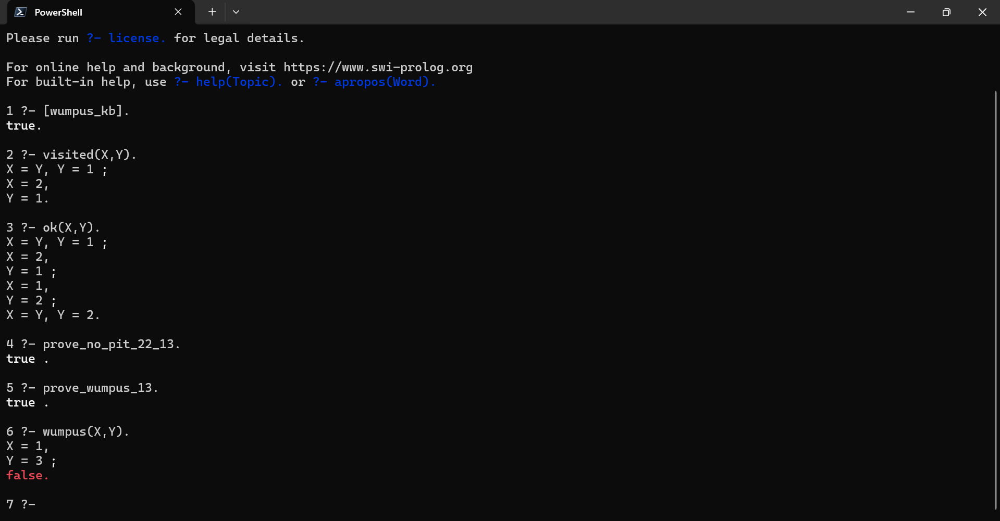 PowerShell
Please run ?- license. for legal details.
For online help and background, visit https://www.swi-prolog.org
For built-in help, use ?- help(Topic). or ?- apropos(Word).
1 ?- [wumpus_kb].
true.
2 ?- visited(X,Y).
X = Y, Y = 1 ;
X = 2,
Y = 1.
3 ?- ok(X,Y).
X = Y, Y = 1 ;
X = 2,
Y = 1 ;
X = 1,
Y = 2 ;
X = Y, Y = 2.
4 ?- prove_no_pit_22_13.
true .
5 ?- prove_wumpus_13.
true .
6 ?- wumpus(X,Y).
X = 1,
Y = 3 ;
false.
7 ?-